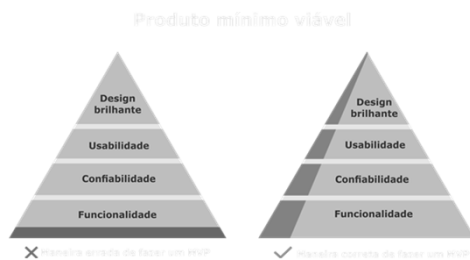 Produto mínimo viável
Design
brilhante
Usabilidade
Confiabilidade
Funcionalidade
Maneira errada de fazer um MVP
Design
brilhante
Usabilidade
Confiabilidade
Funcionalidade
Maneira correta de fazer um MVP